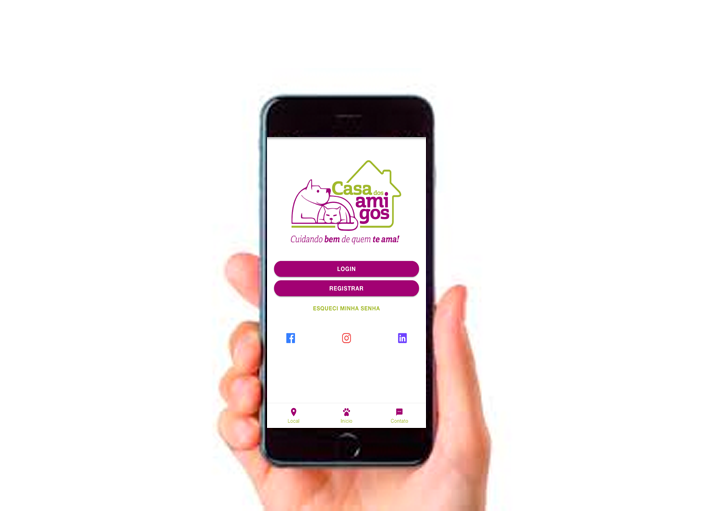 Casa dos
ami
gos
Cuidando bem de quem te ama!
LOGIN
REGISTRAR
ESQUECI MINHA SENHA
Local
Início
Contato